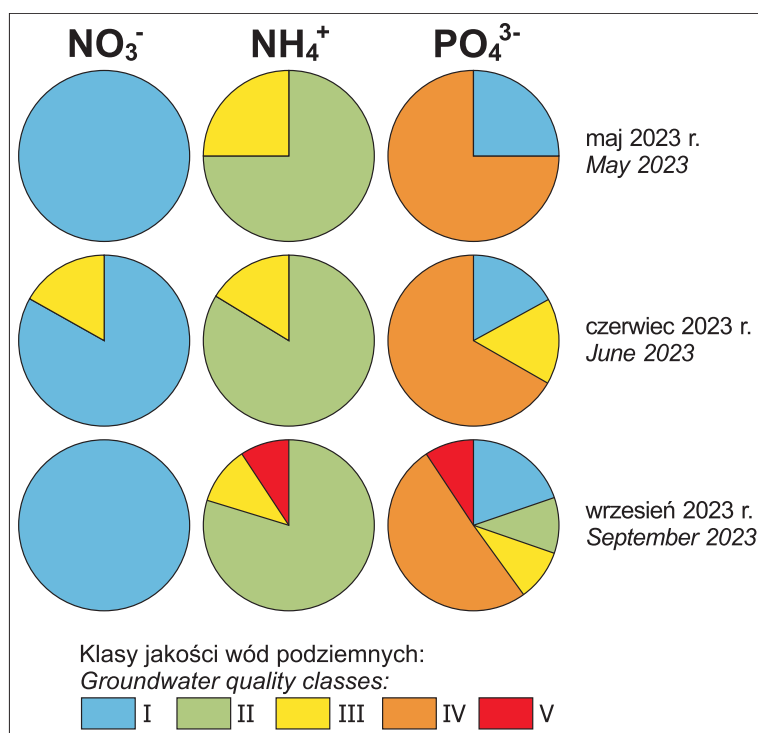 NO₃⁻ NH₄⁺ PO₄³⁻
maj 2023 r.
May 2023
czerwiec 2023 r.
June 2023
wrzesień 2023 r.
September 2023
Klasy jakości wód podziemnych:
Groundwater quality classes:
I II III IV V